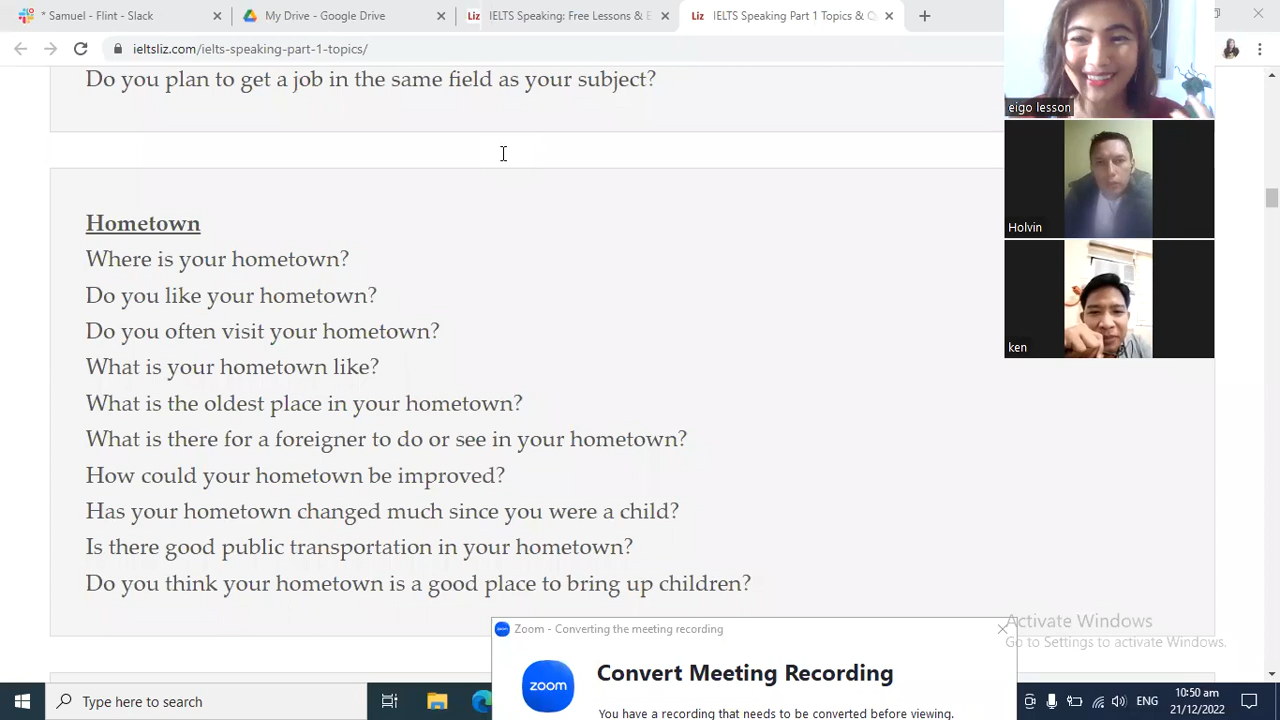 * Samuel - Flint - Slack
My Drive - Google Drive
Liz IELTS Speaking: Free Lessons & E
Liz IELTS Speaking Part 1 Topics & Q
ieltsliz.com/ielts-speaking-part-1-topics/
Do you plan to get a job in the same field as your subject?
eigo lesson
Holvin
ken
Hometown
Where is your hometown?
Do you like your hometown?
Do you often visit your hometown?
What is your hometown like?
What is the oldest place in your hometown?
What is there for a foreigner to do or see in your hometown?
How could your hometown be improved?
Has your hometown changed much since you were a child?
Is there good public transportation in your hometown?
Do you think your hometown is a good place to bring up children?
Activate Windows
Go to Settings to activate Windows.
Zoom - Converting the meeting recording
zoom
Convert Meeting Recording
You have a recording that needs to be converted before viewing.
Type here to search
ENG
10:50 am
21/12/2022